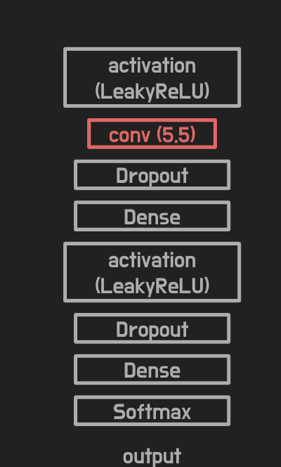 activation
(LeakyReLU)
conv (5.5)
Dropout
Dense
activation
(LeakyReLU)
Dropout
Dense
Softmax
output